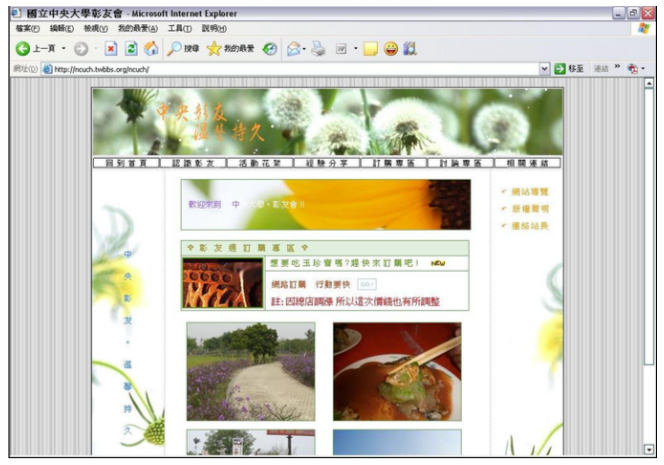 國立中央大學彰友會 - Microsoft Internet Explorer
檔案(F) 編輯(E) 檢視(V) 我的最愛(A) 工具(T) 說明(H)
上一頁 搜尋 我的最愛
網址(D) http://ncuch.twbbs.org/ncuch/ 移至 連結 »
中央彰友
溫馨持久
回到首頁 認識彰友 活動花絮 經驗分享 訂購專區 討論專區 相關連結
歡迎來到 中 大學‧彰友會!!
網站導覽
版權聲明
連絡站長
彰友週訂購專區
想要吃玉珍齋嗎?趕快來訂購吧! NEW
網路訂購 行動要快 GO!
註:因總店調漲 所以這次價錢也有所調整
中央彰友‧溫馨持久